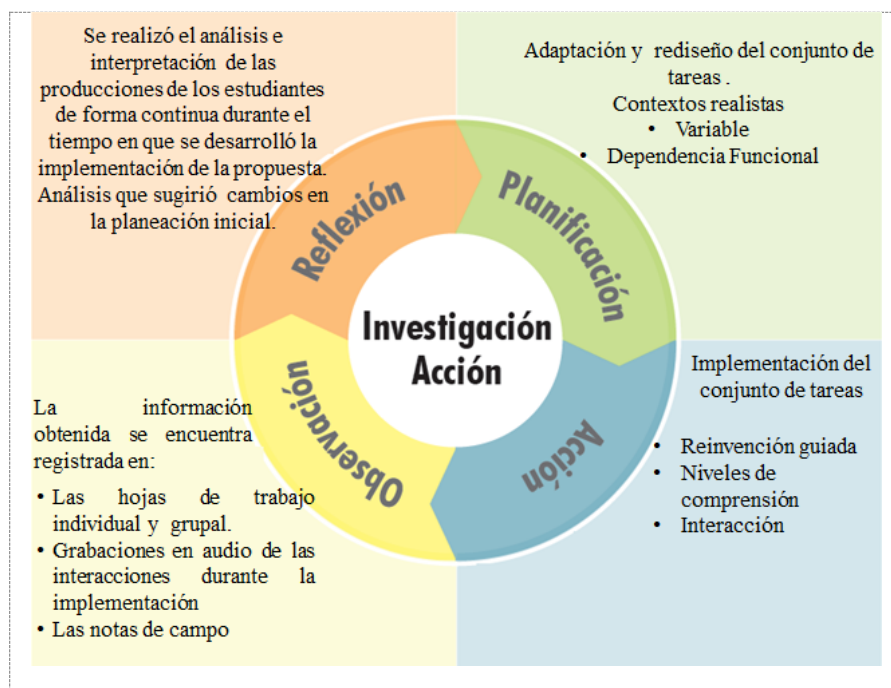 Se realizó el análisis e
interpretación de las
producciones de los estudiantes
de forma continua durante el
tiempo en que se desarrolló la
implementación de la propuesta.
Análisis que sugirió cambios en
la planeación inicial.
Adaptación y rediseño del conjunto de
tareas .
Contextos realistas
• Variable
• Dependencia Funcional
Reflexión
Planificación
Investigación
Acción
Observación
Acción
La información
obtenida se encuentra
registrada en:
• Las hojas de trabajo
individual y grupal.
• Grabaciones en audio de las
interacciones durante la
implementación
• Las notas de campo
Implementación del
conjunto de tareas
• Reinvención guiada
• Niveles de
comprensión
• Interacción